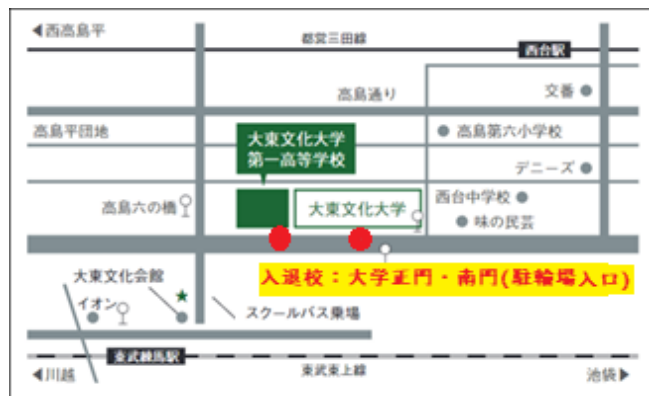 ◀西高島平
都営三田線
西台駅
高島通り
交番
高島平団地
大東文化大学
第一高等学校
高島第六小学校
デニーズ
高島六の橋
大東文化大学
西台中学校
味の民芸
入退校：大学正門・南門(駐輪場入口)
大東文化会館
イオン
スクールバス乗場
東武練馬駅
◀川越
東武東上線
池袋▶